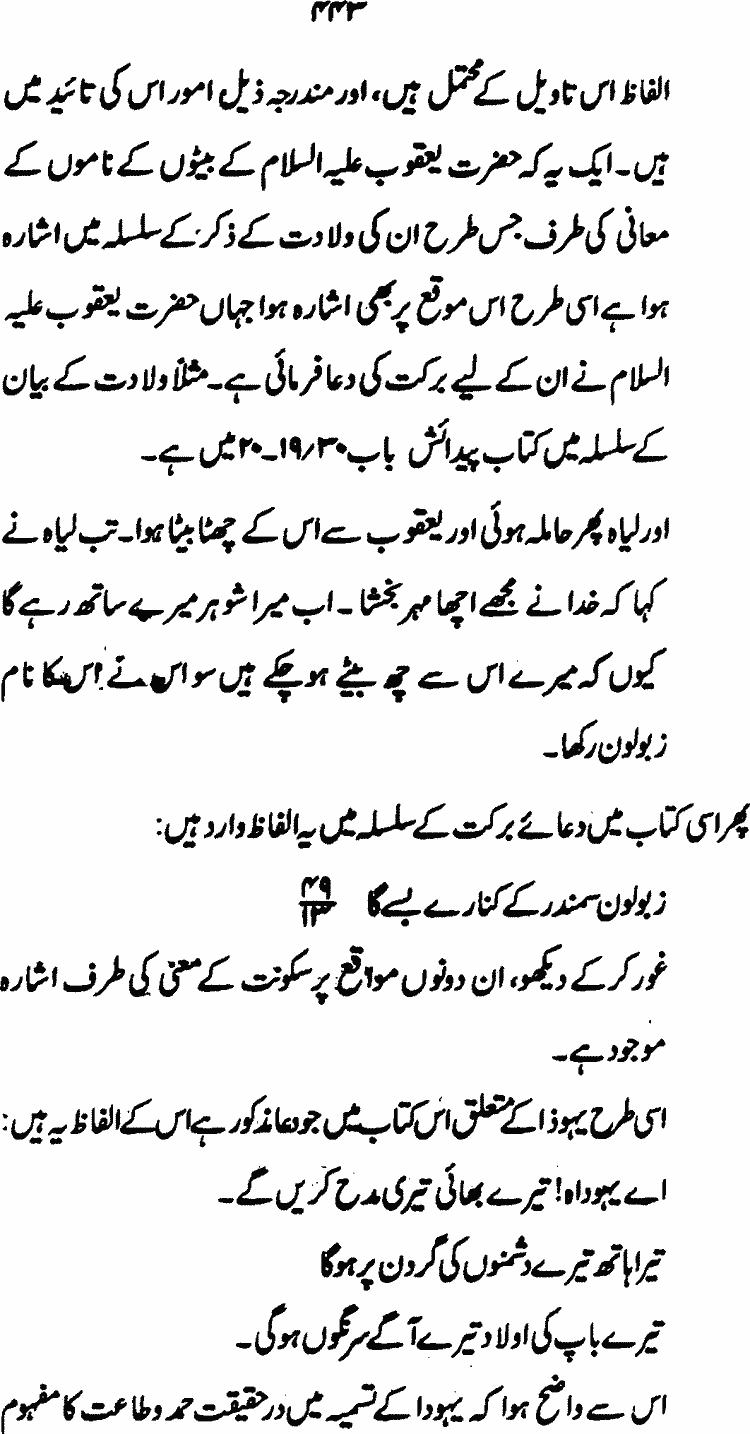 ۴۴۳
الفاظ اس تاویل کے محتمل ہیں، اور مندرجہ ذیل امور اس کی تائید میں
ہیں۔ ایک یہ کہ حضرت یعقوب علیہ السلام کے بیٹوں کے ناموں کے
معانی کی طرف جس طرح ان کی ولادت کے ذکر کے سلسلہ میں اشارہ
ہوا ہے اسی طرح اس موقع پر بھی اشارہ ہوا جہاں حضرت یعقوب علیہ
السلام نے ان کے لیے برکت کی دعا فرمائی ہے۔ مثلاً ولادت کے بیان
کے سلسلہ میں کتاب پیدائش باب ۳۰/۱۹۔۲۰ میں ہے۔
اور لیاہ پھر حاملہ ہوئی اور یعقوب سے اس کے چھٹا بیٹا ہوا۔ تب لیاہ نے
کہا کہ خدا نے مجھے اچھا مہر بخشا۔ اب میرا شوہر میرے ساتھ رہے گا
کیوں کہ میرے اس سے چھ بیٹے ہو چکے ہیں سو اس نے اس کا نام
زبولون رکھا۔
پھر اسی کتاب میں دعائے برکت کے سلسلہ میں یہ الفاظ وارد ہیں:
زبولون سمندر کے کنارے بسے گا ۴۹/۱۳
غور کر کے دیکھو، ان دونوں مواقع پر سکونت کے معنی کی طرف اشارہ
موجود ہے۔
اسی طرح یہوذا کے متعلق اس کتاب میں جو دعا مذکور ہے اس کے الفاظ یہ ہیں:
اے یہوداہ! تیرے بھائی تیری مدح کریں گے۔
تیرا ہاتھ تیرے دشمنوں کی گردن پر ہوگا
تیرے باپ کی اولاد تیرے آگے سرنگوں ہوگی۔
اس سے واضح ہوا کہ یہودا کے تسمیہ میں درحقیقت حمد و طاعت کا مفہوم